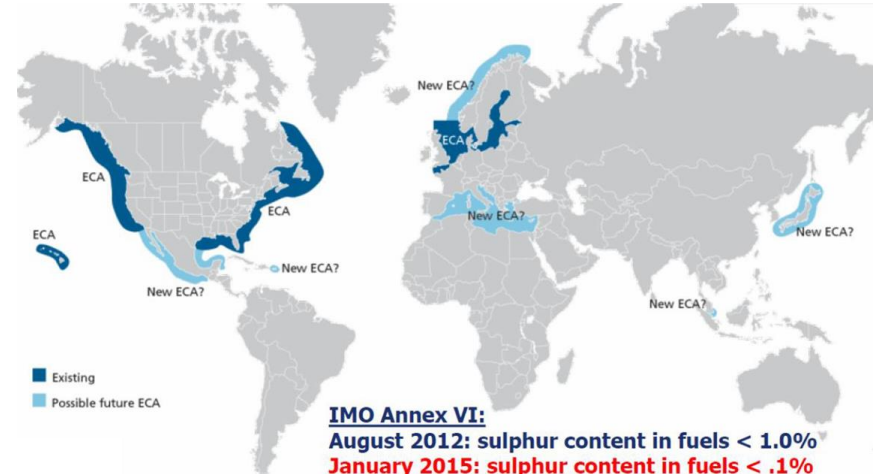 New ECA?
ECA
ECA
ECA
New ECA?
ECA
New ECA?
New ECA?
New ECA?
New ECA?
Existing
Possible future ECA
IMO Annex VI:
August 2012: sulphur content in fuels < 1.0%
January 2015: sulphur content in fuels < .1%